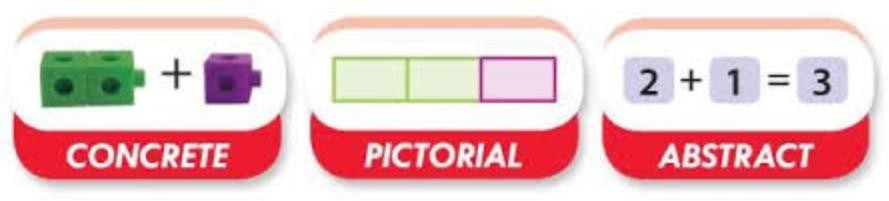 +
2 + 1 = 3
CONCRETE
PICTORIAL
ABSTRACT